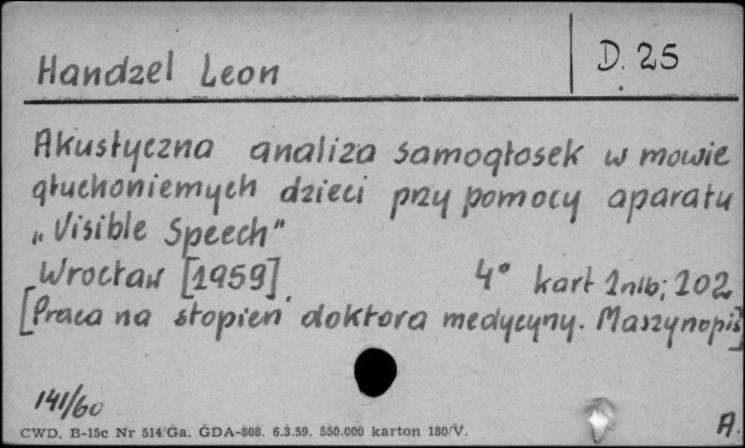 Handzel Leon
D. 25
Akustyczna analiza samogłosek w mowie
głuchoniemych dzieci przy pomocy aparatu
„Visible Speech"
Wrocław [1959].
4° kart 1nlb; 102
[Praca na stopień doktora medycyny. Maszynopis]
141/60
A.
CWD. B-15c Nr 514/Ga. GDA-808. 6.3.59. 550.000 karton 180/V.